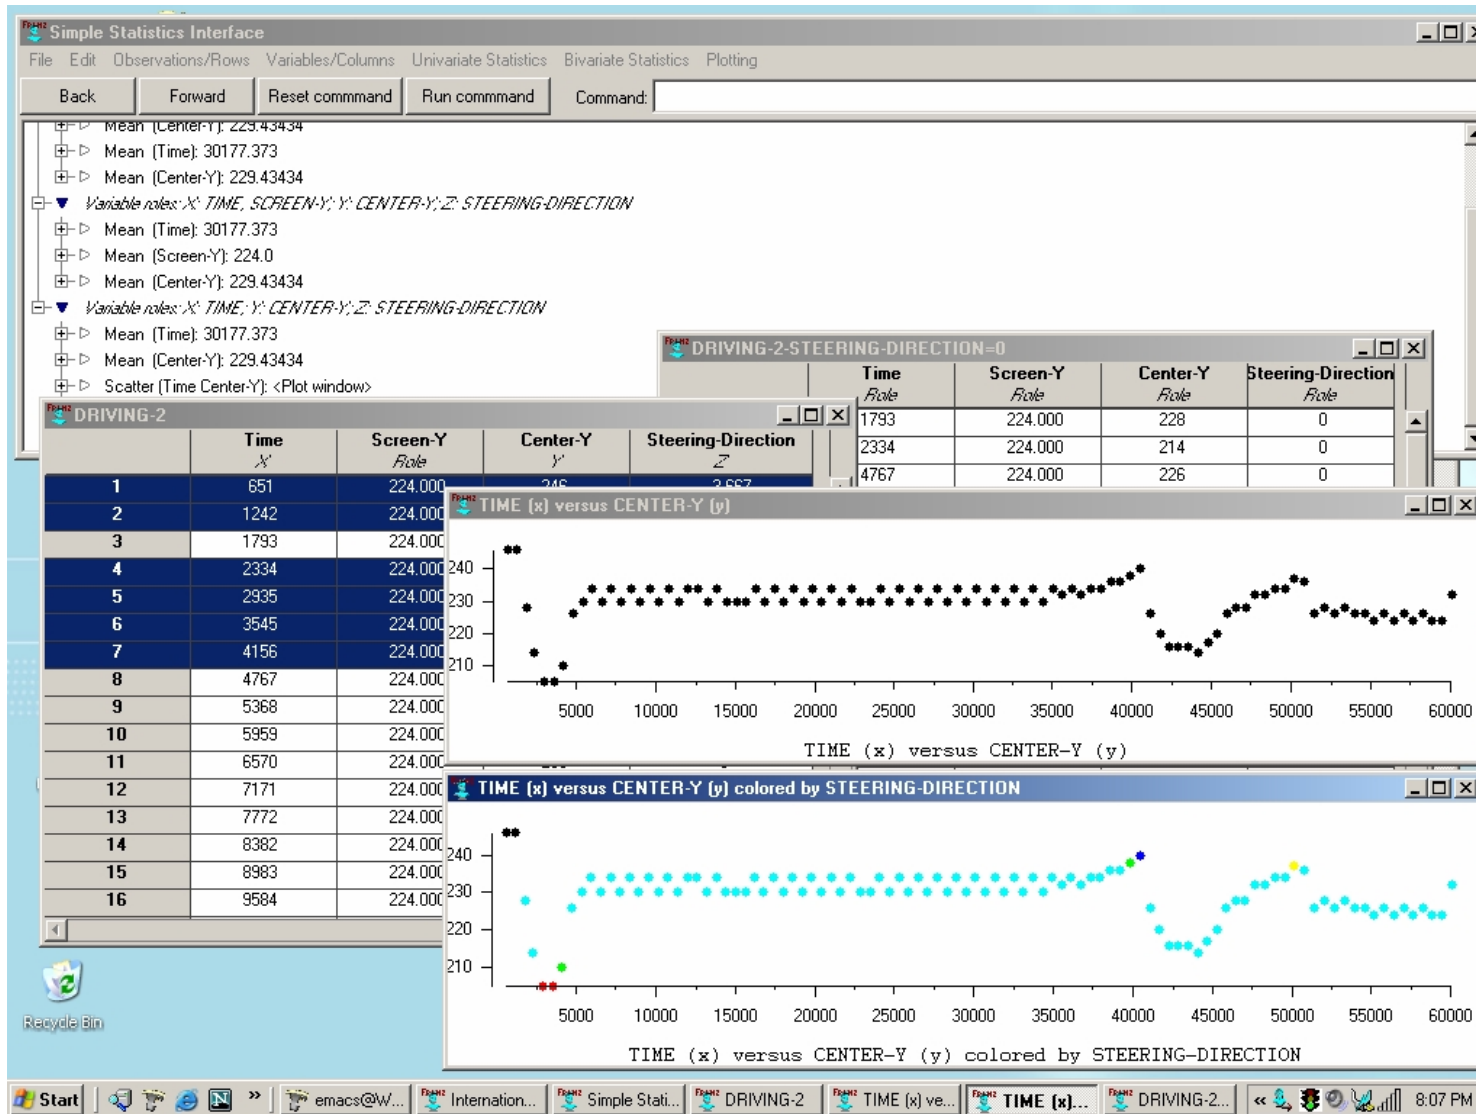 Simple Statistics Interface
File Edit Observations/Rows Variables/Columns Univariate Statistics Bivariate Statistics Plotting
Back Forward Reset commmand Run commmand Command:
Mean (Center-Y): 229.43434
Mean (Time): 30177.373
Mean (Center-Y): 229.43434
Variable roles: X: TIME, SCREEN-Y; Y: CENTER-Y; Z: STEERING-DIRECTION
Mean (Time): 30177.373
Mean (Screen-Y): 224.0
Mean (Center-Y): 229.43434
Variable roles: X: TIME; Y: CENTER-Y; Z: STEERING-DIRECTION
Mean (Time): 30177.373
Mean (Center-Y): 229.43434
Scatter (Time Center-Y): <Plot window>
DRIVING-2-STEERING-DIRECTION=0
Time Screen-Y Center-Y Steering-Direction
Role Role Role Role
1793 224.000 228 0
2334 224.000 214 0
4767 224.000 226 0
DRIVING-2
Time Screen-Y Center-Y Steering-Direction
X Role Y Z
1 651 224.000 246
2 1242 224.000
3 1793 224.000
4 2334 224.000
5 2935 224.000
6 3545 224.000
7 4156 224.000
8 4767 224.000
9 5368 224.000
10 5959 224.000
11 6570 224.000
12 7171 224.000
13 7772 224.000
14 8382 224.000
15 8983 224.000
16 9584 224.000
TIME (x) versus CENTER-Y (y)
240
230
220
210
5000 10000 15000 20000 25000 30000 35000 40000 45000 50000 55000 60000
TIME (x) versus CENTER-Y (y)
TIME (x) versus CENTER-Y (y) colored by STEERING-DIRECTION
240
230
220
210
5000 10000 15000 20000 25000 30000 35000 40000 45000 50000 55000 60000
TIME (x) versus CENTER-Y (y) colored by STEERING-DIRECTION
Recycle Bin
Start » emacs@W... Internation... Simple Stati... DRIVING-2 TIME (x) ve... TIME (x)... DRIVING-2... « 8:07 PM